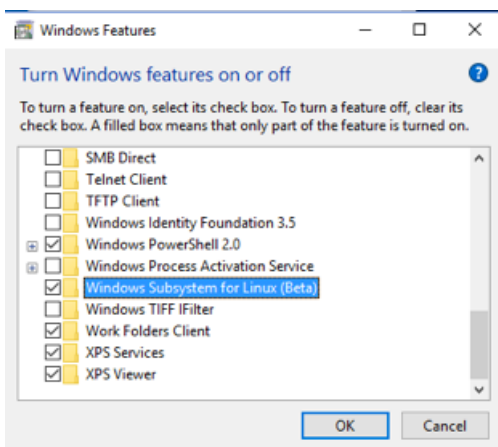 Windows Features
Turn Windows features on or off
To turn a feature on, select its check box. To turn a feature off, clear its
check box. A filled box means that only part of the feature is turned on.
SMB Direct
Telnet Client
TFTP Client
Windows Identity Foundation 3.5
Windows PowerShell 2.0
Windows Process Activation Service
Windows Subsystem for Linux (Beta)
Windows TIFF IFilter
Work Folders Client
XPS Services
XPS Viewer
OK Cancel